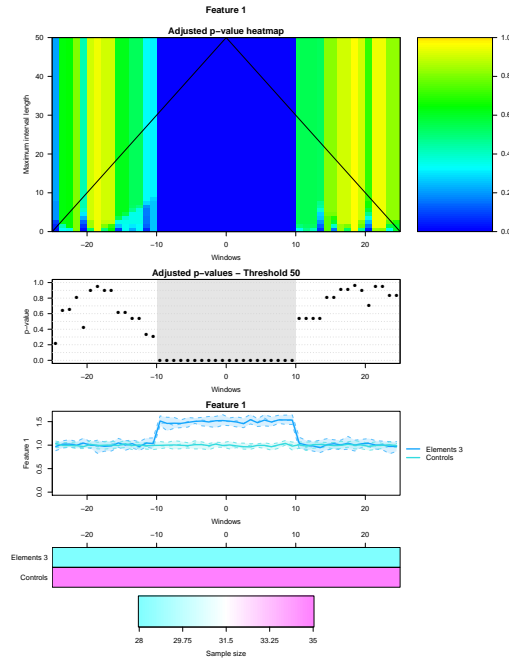 Feature 1
Adjusted p−value heatmap
Maximum interval length
50
40
30
20
10
0
−20 −10 0 10 20
Windows
1.0
0.8
0.6
0.4
0.2
0.0
Adjusted p−values − Threshold 50
p−value
1.0
0.8
0.6
0.4
0.2
0.0
−20 −10 0 10 20
Windows
Feature 1
Feature 1
1.5
1.0
0.5
0.0
−20 −10 0 10 20
Windows
Elements 3
Controls
−20 −10 0 10 20
Elements 3
Controls
28 29.75 31.5 33.25 35
Sample size